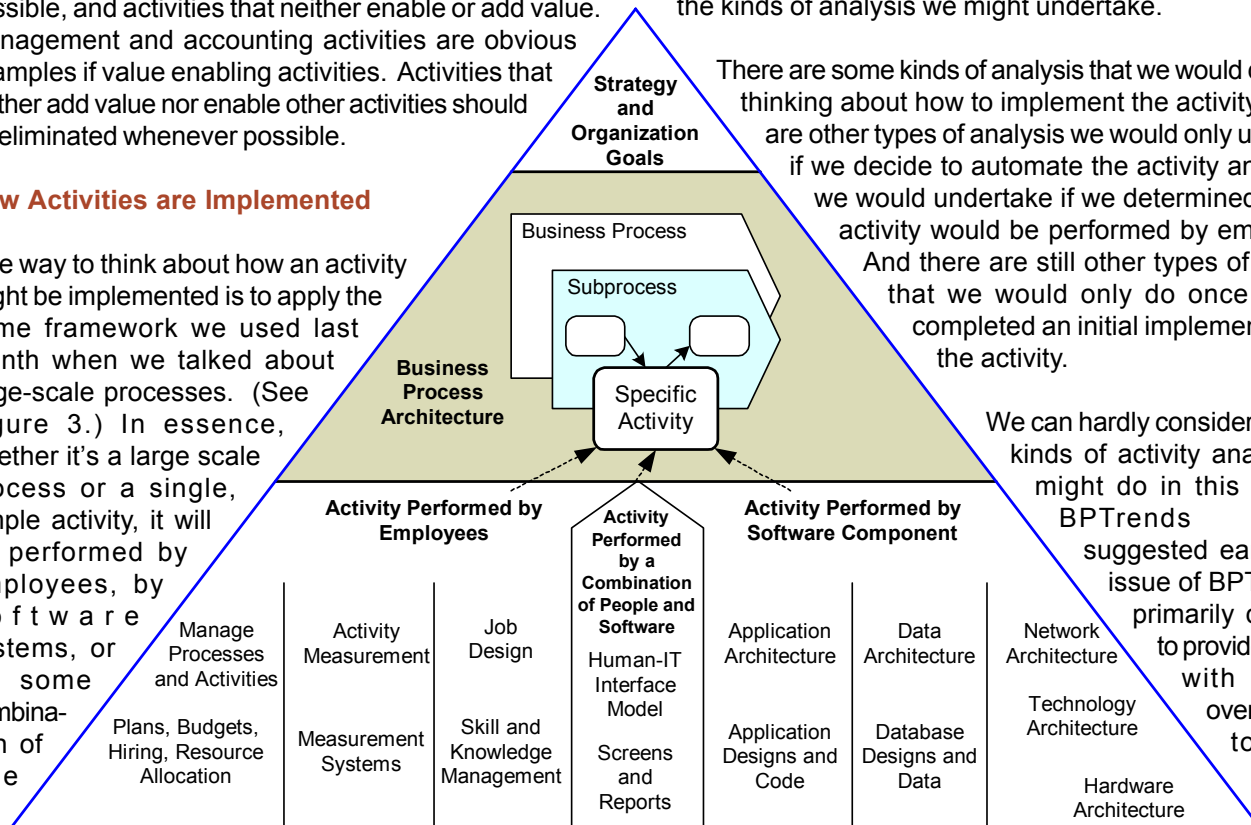 ssible, and activities that neither enable or add value.
nagement and accounting activities are obvious
amples if value enabling activities. Activities that
ther add value nor enable other activities should
eliminated whenever possible.
w Activities are Implemented
e way to think about how an activity
ght be implemented is to apply the
me framework we used last
nth when we talked about
ge-scale processes. (See
gure 3.) In essence,
ether it's a large scale
ocess or a single,
mple activity, it will
performed by
mployees, by
oftware
stems, or
some
mbina-
n of
e
Strategy
and
Organization
Goals
Business Process
Subprocess
Specific
Activity
Business
Process
Architecture
Activity Performed by
Employees
Activity
Performed
by a
Combination
of People and
Software
Activity Performed by
Software Component
Manage
Processes
and Activities
Plans, Budgets,
Hiring, Resource
Allocation
Activity
Measurement
Measurement
Systems
Job
Design
Skill and
Knowledge
Management
Human-IT
Interface
Model
Screens
and
Reports
Application
Architecture
Application
Designs and
Code
Data
Architecture
Database
Designs and
Data
Network
Architecture
Technology
Architecture
Hardware
Architecture
the kinds of analysis we might undertake.
There are some kinds of analysis that we would
thinking about how to implement the activity
are other types of analysis we would only u
if we decide to automate the activity an
we would undertake if we determined
activity would be performed by em
And there are still other types of
that we would only do once
completed an initial implemen
the activity.
We can hardly consider
kinds of activity ana
might do in this
BPTrends
suggested ea
issue of BPT
primarily
to provid
with
over
to